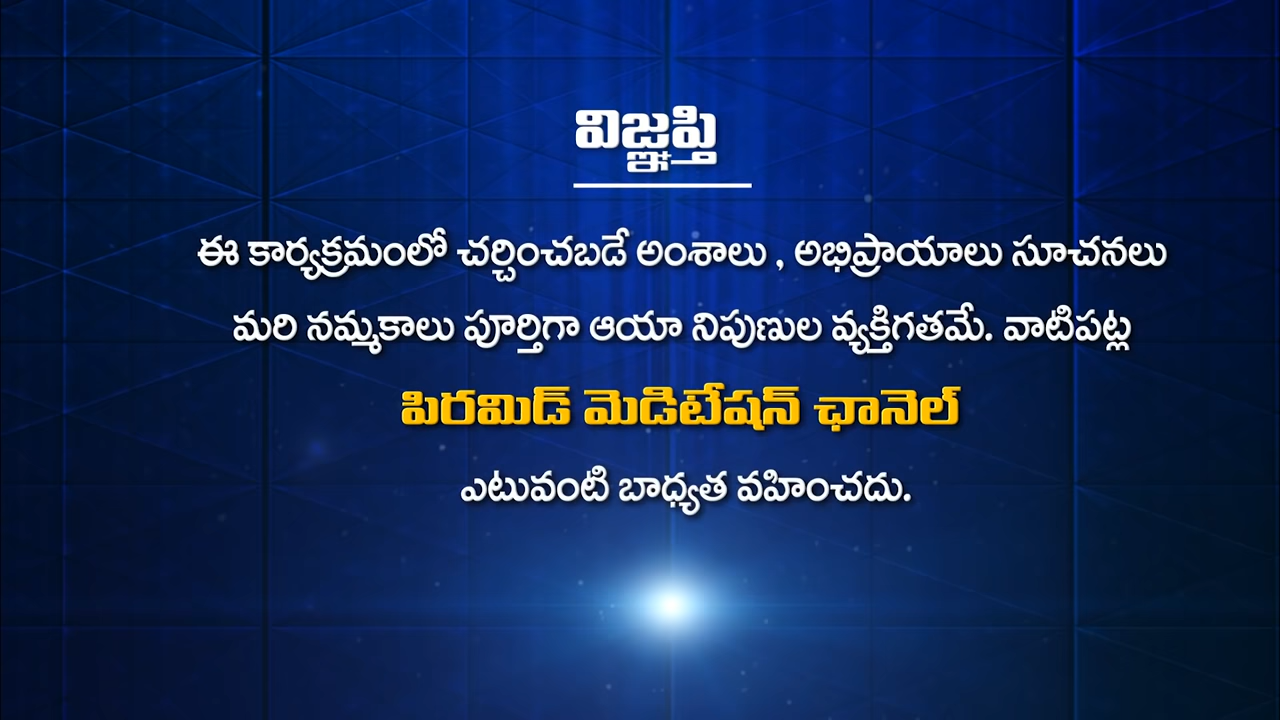 విజ్ఞప్తి
ఈ కార్యక్రమంలో చర్చించబడే అంశాలు , అభిప్రాయాలు సూచనలు
మరి నమ్మకాలు పూర్తిగా ఆయా నిపుణుల వ్యక్తిగతమే. వాటిపట్ల
పిరమిడ్ మెడిటేషన్ ఛానెల్
ఎటువంటి బాధ్యత వహించదు.